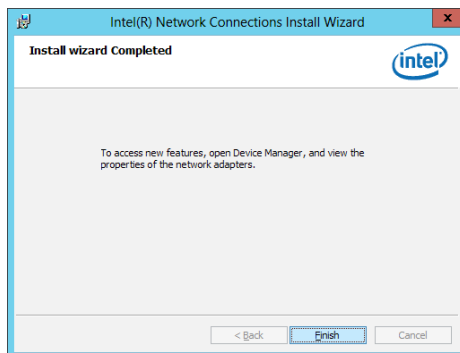 Intel(R) Network Connections Install Wizard
x
Install wizard Completed
intel
To access new features, open Device Manager, and view the
properties of the network adapters.
< Back
Finish
Cancel